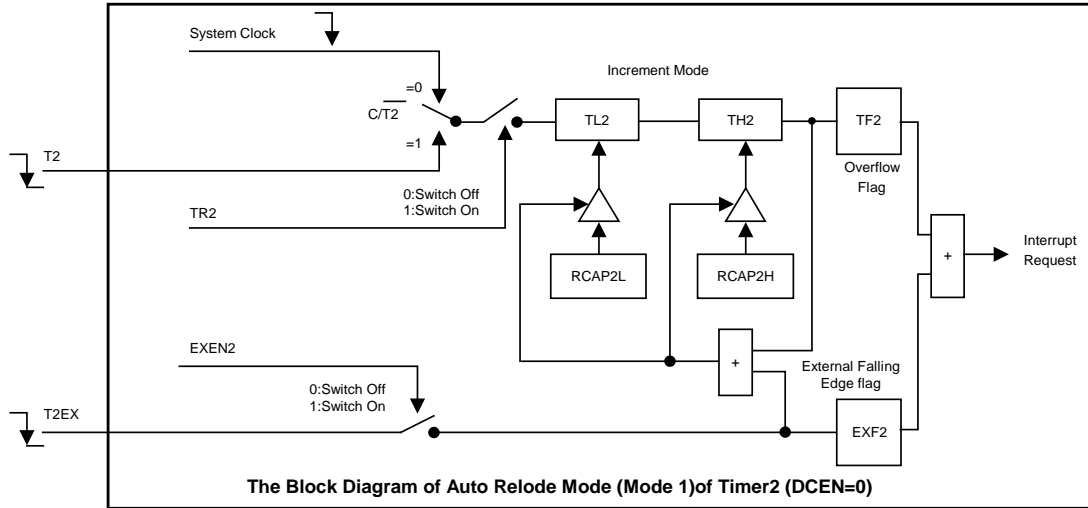 System Clock
Increment Mode
=0
C/T2
TL2
TH2
TF2
=1
T2
Overflow
Flag
0:Switch Off
1:Switch On
TR2
+
Interrupt
Request
RCAP2L
RCAP2H
EXEN2
+
External Falling
Edge flag
0:Switch Off
1:Switch On
T2EX
EXF2
The Block Diagram of Auto Relode Mode (Mode 1)of Timer2 (DCEN=0)